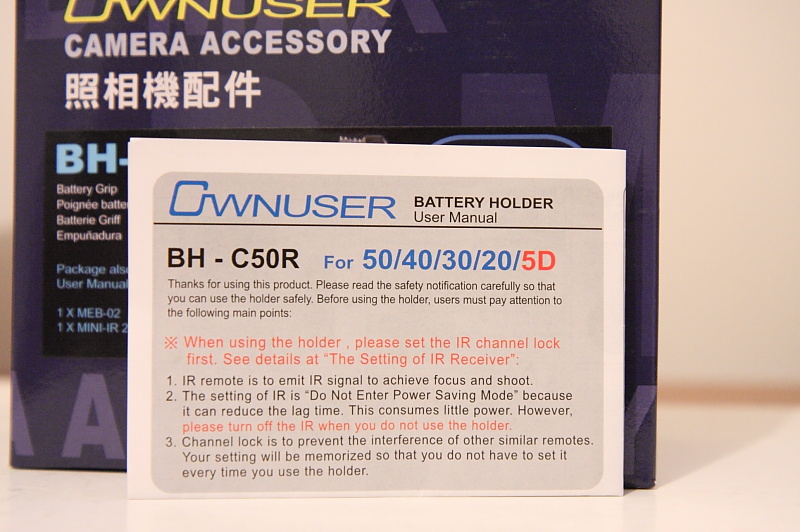 OWNUSER
CAMERA ACCESSORY
照相機配件
BH-
Battery Grip
Poignée
Batterie Griff
Empuñadura
Package
User Manual
1 X MEB-02
1 X MINI-IR
OWNUSER BATTERY HOLDER
User Manual
BH - C50R For 50/40/30/20/5D
Thanks for using this product. Please read the safety notification carefully so that
you can use the holder safely. Before using the holder, users must pay attention to
the following main points:
※ When using the holder , please set the IR channel lock
first. See details at “The Setting of IR Receiver”:
1. IR remote is to emit IR signal to achieve focus and shoot.
2. The setting of IR is “Do Not Enter Power Saving Mode” because
it can reduce the lag time. This consumes little power. However,
please turn off the IR when you do not use the holder.
3. Channel lock is to prevent the interference of other similar remotes.
Your setting will be memorized so that you do not have to set it
every time you use the holder.